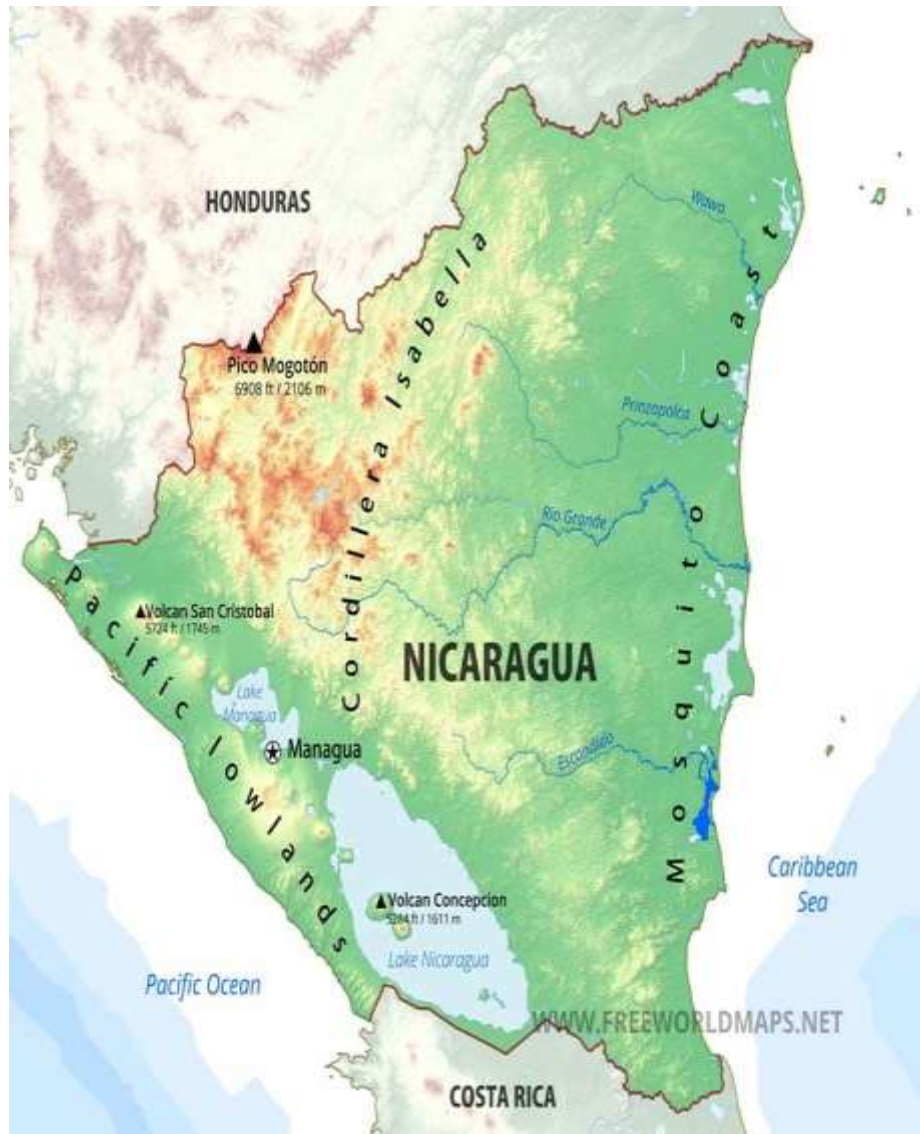 HONDURAS
Wawa
Pico Mogotón
6908 ft / 2106 m
Cordillera Isabella
Mosquito Coast
Prinzapolca
Rio Grande
Pacific lowlands
Volcan San Cristobal
5724 ft / 1745 m
NICARAGUA
Lake
Managua
Managua
Escondido
Caribbean
Sea
Volcan Concepcion
5284 ft / 1611 m
Lake Nicaragua
Pacific Ocean
WWW.FREEWORLDMAPS.NET
COSTA RICA